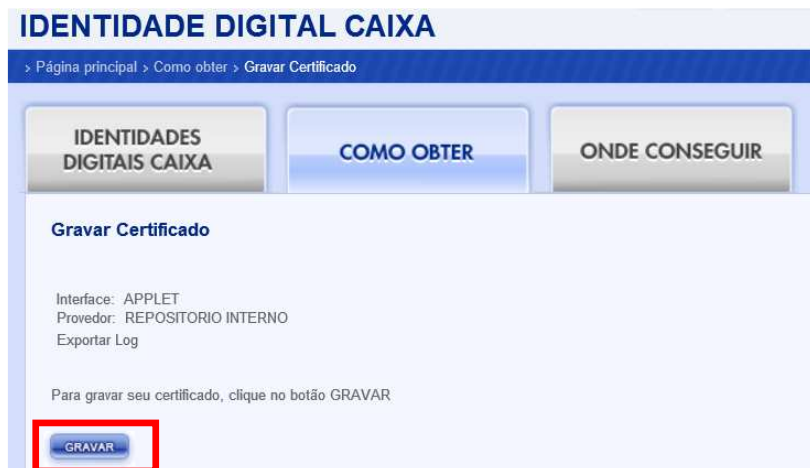 IDENTIDADE DIGITAL CAIXA
> Página principal > Como obter > Gravar Certificado
IDENTIDADES
DIGITAIS CAIXA
COMO OBTER
ONDE CONSEGUIR
Gravar Certificado
Interface: APPLET
Provedor: REPOSITORIO INTERNO
Exportar Log
Para gravar seu certificado, clique no botão GRAVAR
GRAVAR